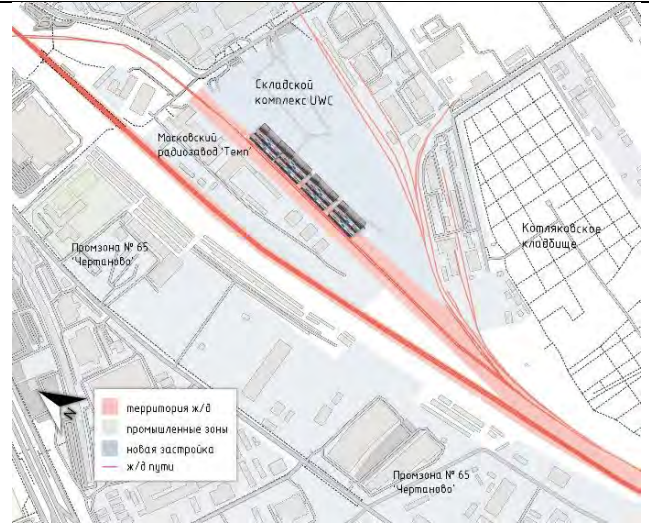 Складской
комплекс UWC
Масковский
радиозавод 'Темп'
Котляковское
кладбище
Промзона № 65
'Чертаново'
N
территория ж/д
промышленные зоны
новая застройка
ж/д пути
Промзона № 65
'Чертаново'